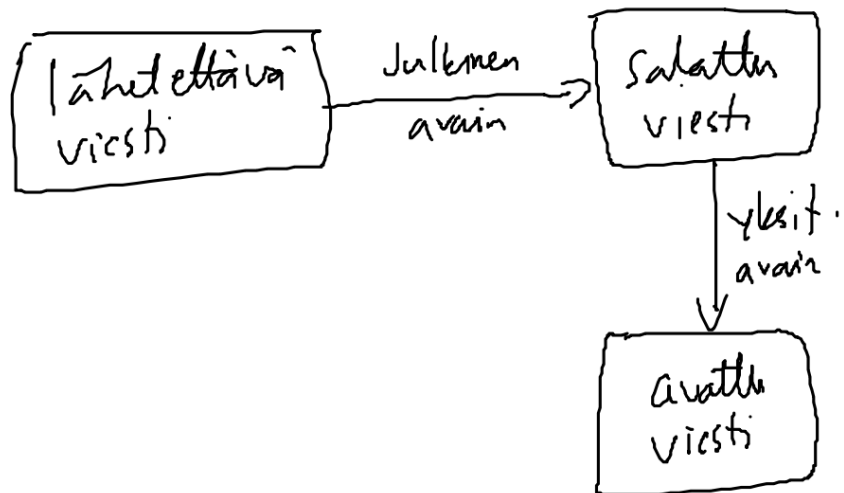 lähetettävä
viesti
Julkinen
avain
salattu
viesti
yksit.
avain
avattu
viesti